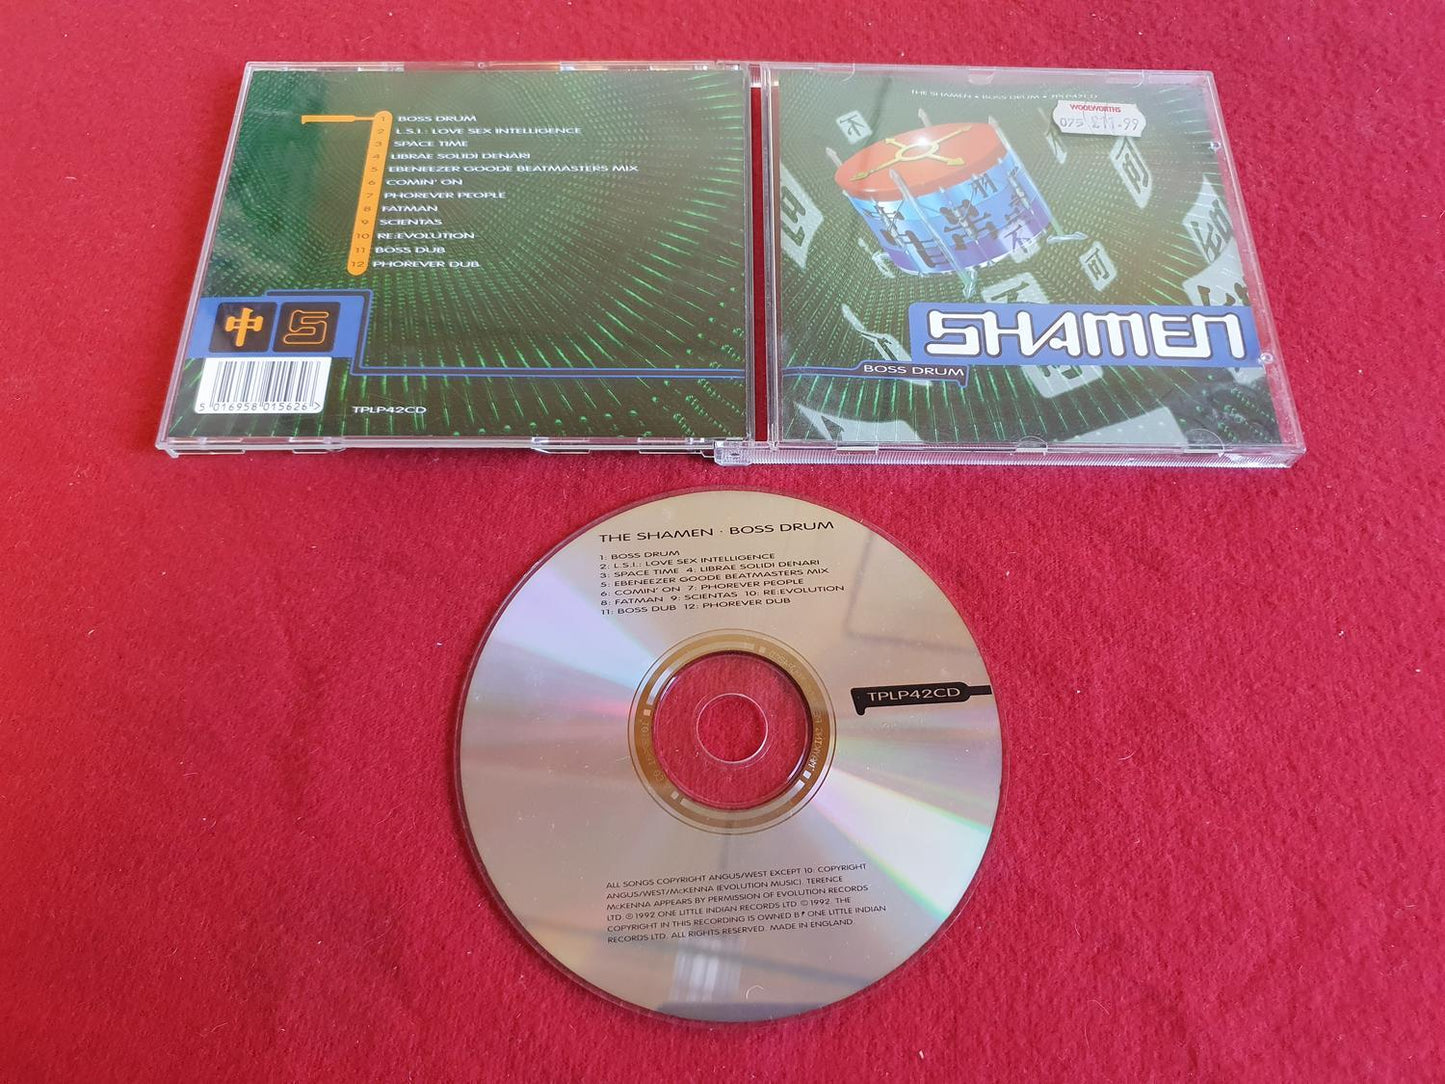 1 BOSS DRUM
2 L.S.I.: LOVE SEX INTELLIGENCE
3 SPACE TIME
4 LIBRAE SOLIDI DENARI
5 EBENEEZER GOODE BEATMASTERS MIX
6 COMIN' ON
7 PHOREVER PEOPLE
8 FATMAN
9 SCIENTAS
10 RE:EVOLUTION
11 BOSS DUB
12 PHOREVER DUB
中
5 016958 015626 >
TPLP42CD
THE SHAMEN • BOSS DRUM • TPLP42CD
WOOLWORTHS
075 £11.99
不
可
SHAMEN
BOSS DRUM
THE SHAMEN · BOSS DRUM
1: BOSS DRUM
2: L.S.I.: LOVE SEX INTELLIGENCE
3: SPACE TIME 4: LIBRAE SOLIDI DENARI
5: EBENEEZER GOODE BEATMASTERS MIX
6: COMIN' ON 7: PHOREVER PEOPLE
8: FATMAN 9: SCIENTAS 10: RE:EVOLUTION
11: BOSS DUB 12: PHOREVER DUB
TPLP42CD
ALL SONGS COPYRIGHT ANGUS/WEST EXCEPT 10: COPYRIGHT
ANGUS/WEST/McKENNA (EVOLUTION MUSIC). TERENCE
McKENNA APPEARS BY PERMISSION OF EVOLUTION RECORDS
LTD. ℗ 1992 ONE LITTLE INDIAN RECORDS LTD © 1992. THE
COPYRIGHT IN THIS RECORDING IS OWNED BY ONE LITTLE INDIAN
RECORDS LTD. ALL RIGHTS RESERVED. MADE IN ENGLAND.